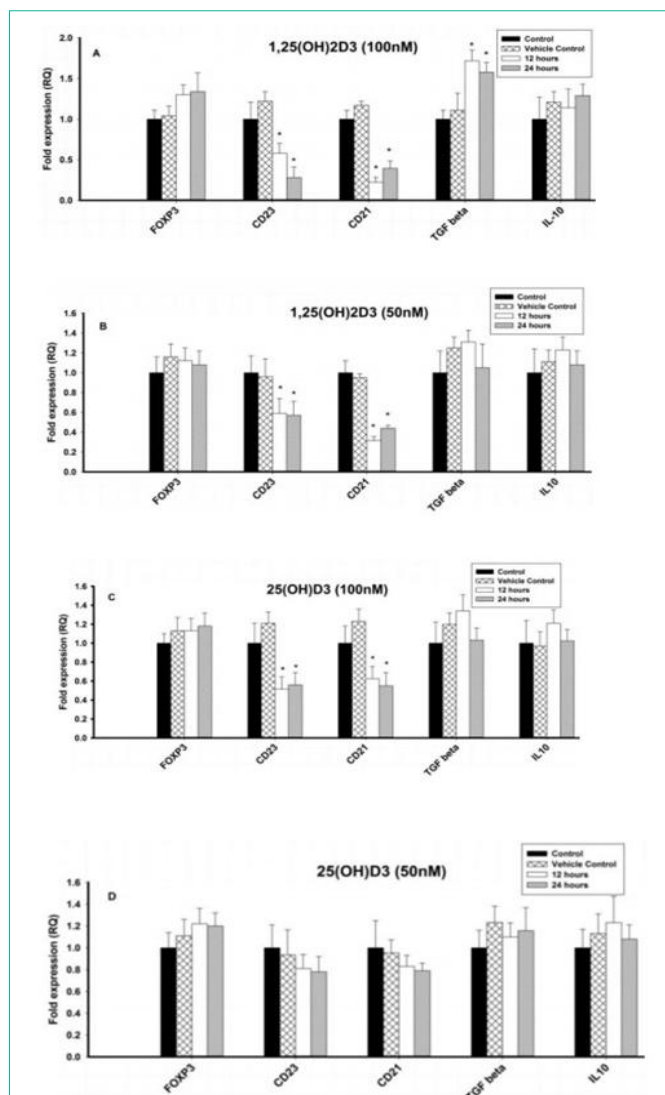 A
1,25(OH)2D3 (100nM)
Control
Vehicle Control
12 hours
24 hours
Fold expression (RQ)
2.0
1.5
1.0
0.5
0.0
* * * * * *
FOXP3
CD23
CD21
TGF beta
IL-10
B
1,25(OH)2D3 (50nM)
Control
Vehicle Control
12 hours
24 hours
Fold expression (RQ)
1.6
1.4
1.2
1.0
0.8
0.6
0.4
0.2
0.0
* * * *
FOXP3
CD23
CD21
TGF beta
IL10
C
25(OH)D3 (100nM)
Control
Vehicle Control
12 hours
24 hours
Fold expression (RQ)
1.6
1.4
1.2
1.0
0.8
0.6
0.4
0.2
0.0
* * * *
FOXP3
CD23
CD21
TGF beta
IL10
D
25(OH)D3 (50nM)
Control
Vehicle Control
12 hours
24 hours
Fold expression (RQ)
1.6
1.4
1.2
1.0
0.8
0.6
0.4
0.2
0.0
FOXP3
CD23
CD21
TGF beta
IL10